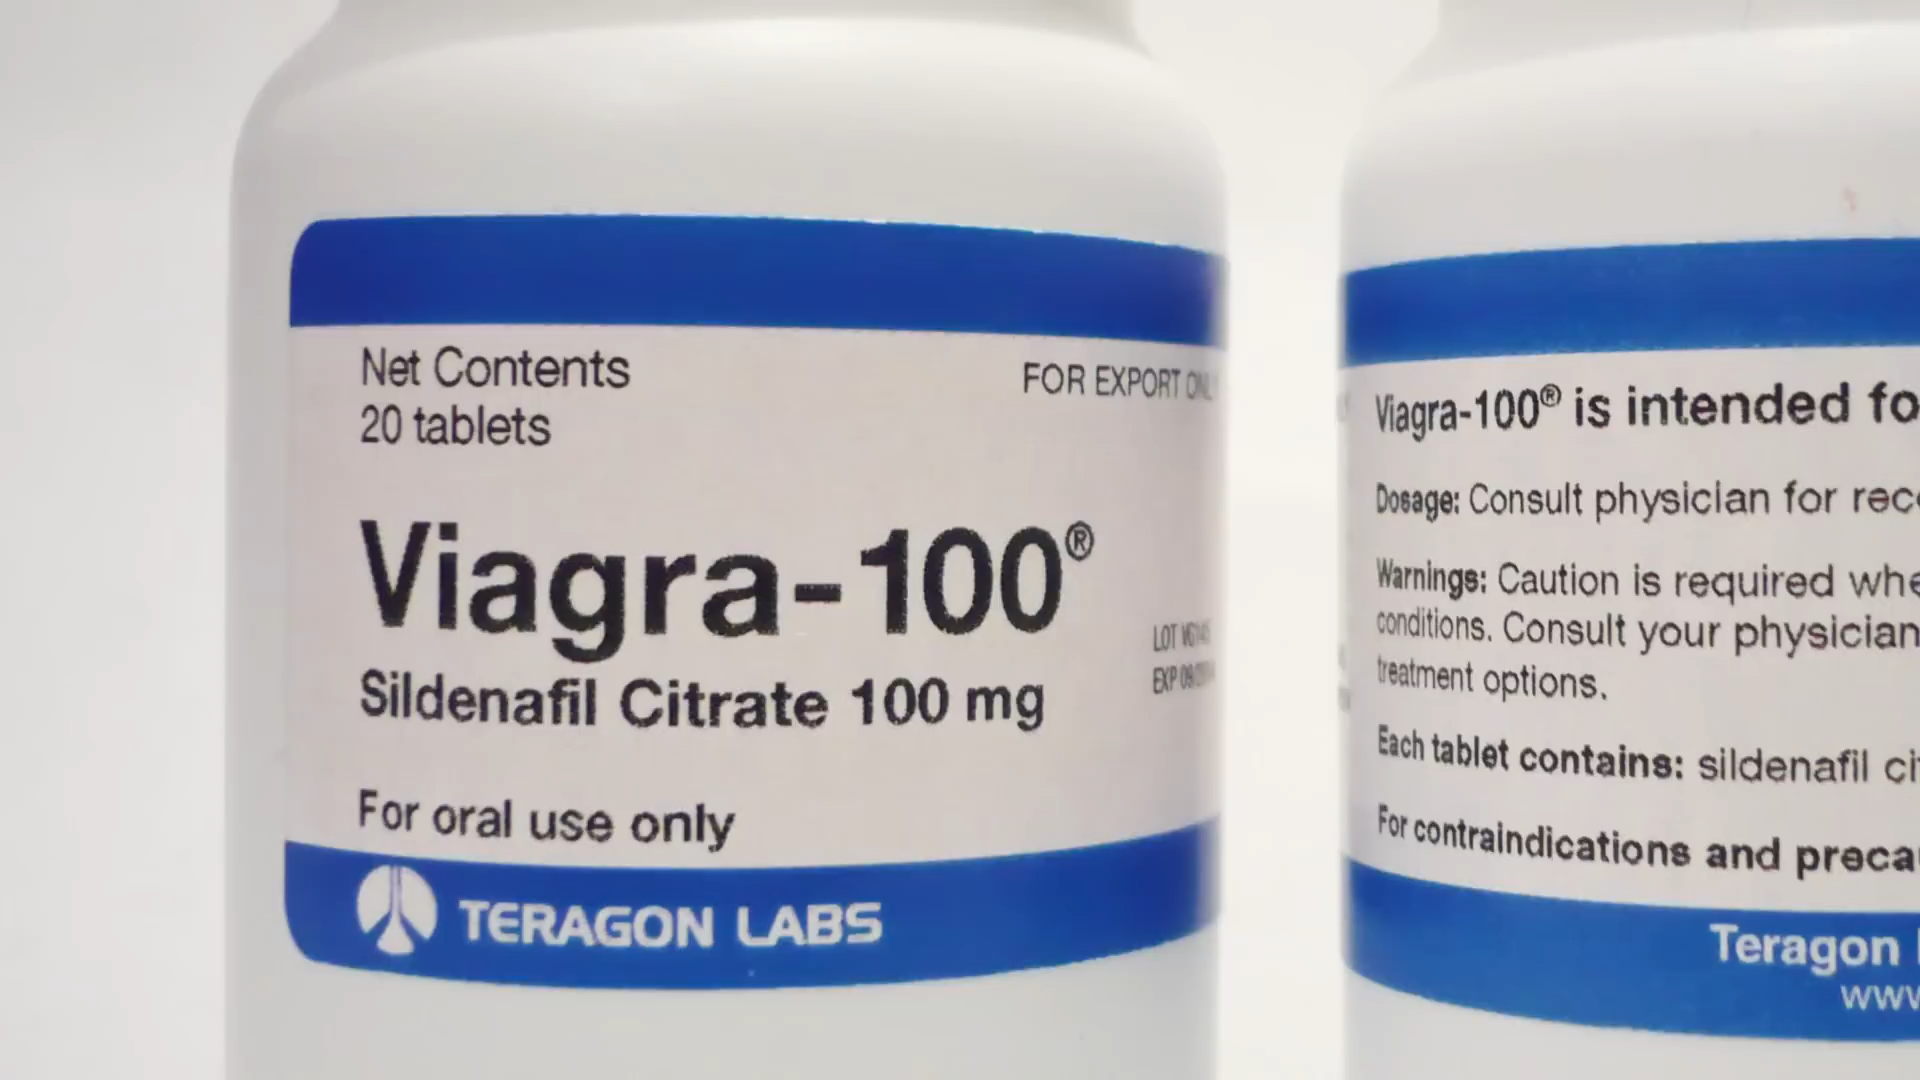 Net Contents
20 tablets
FOR EXPORT
Viagra-100®
Sildenafil Citrate 100 mg
LOT
EXP
For oral use only
TERAGON LABS
Viagra-100® is intended
Dosage: Consult physician for
Warnings: Caution is required
conditions. Consult your physician
treatment options.
Each tablet contains: sildenafil
For contraindications and
Teragon